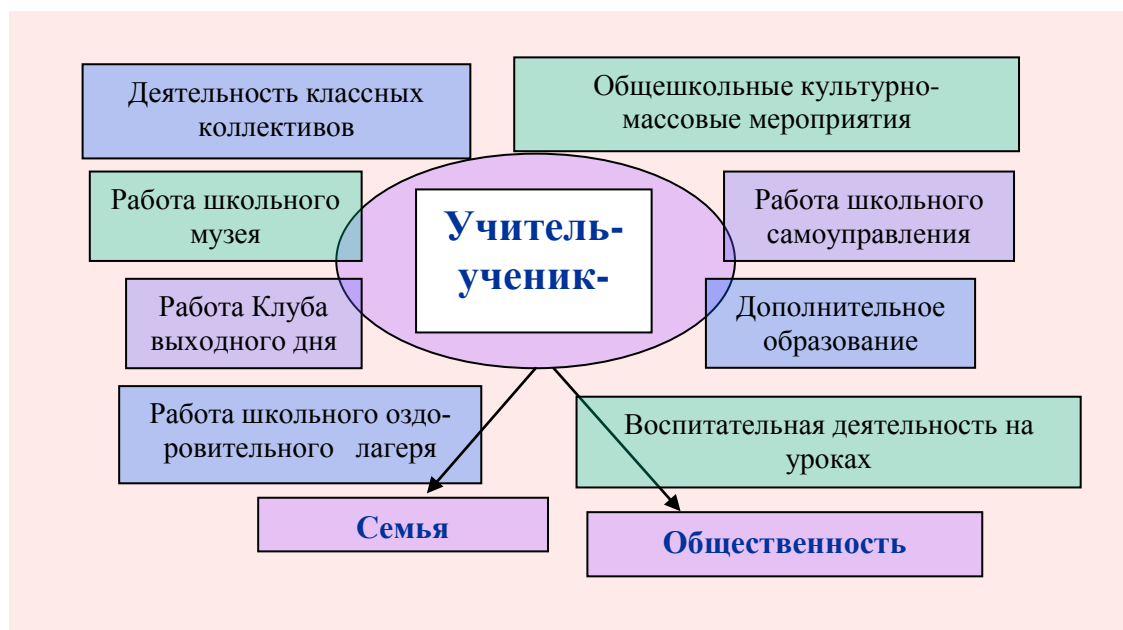 Деятельность классных
коллективов
Общешкольные культурно-
массовые мероприятия
Работа школьного
музея
Учитель-
ученик-
Работа школьного
самоуправления
Работа Клуба
выходного дня
Дополнительное
образование
Работа школьного оздо-
ровительного лагеря
Воспитательная деятельность на
уроках
Семья
Общественность